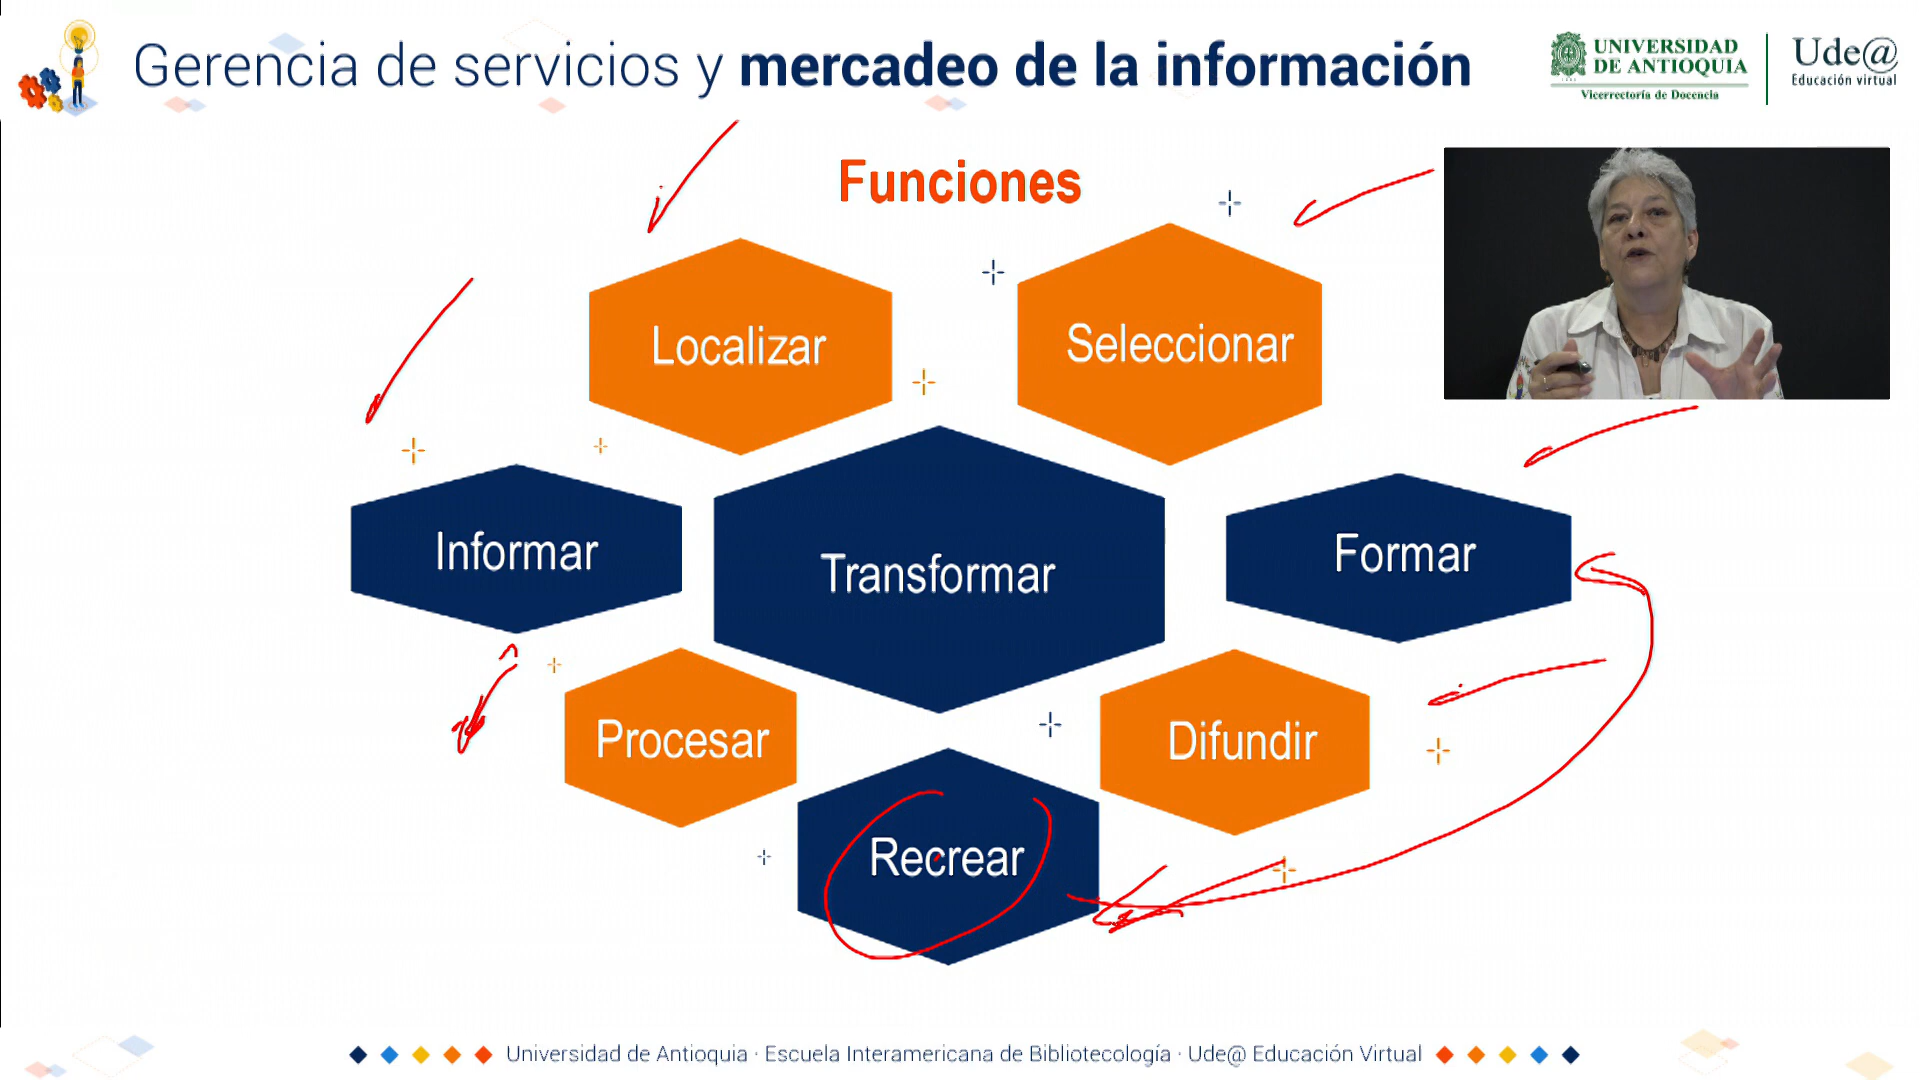 Gerencia de servicios y mercadeo de la información
UNIVERSIDAD
DE ANTIOQUIA
Vicerrectoría de Docencia
Ude@
Educación virtual
Funciones
Localizar
Seleccionar
Informar
Transformar
Formar
Procesar
Difundir
Recrear
Universidad de Antioquia · Escuela Interamericana de Bibliotecología · Ude@ Educación Virtual